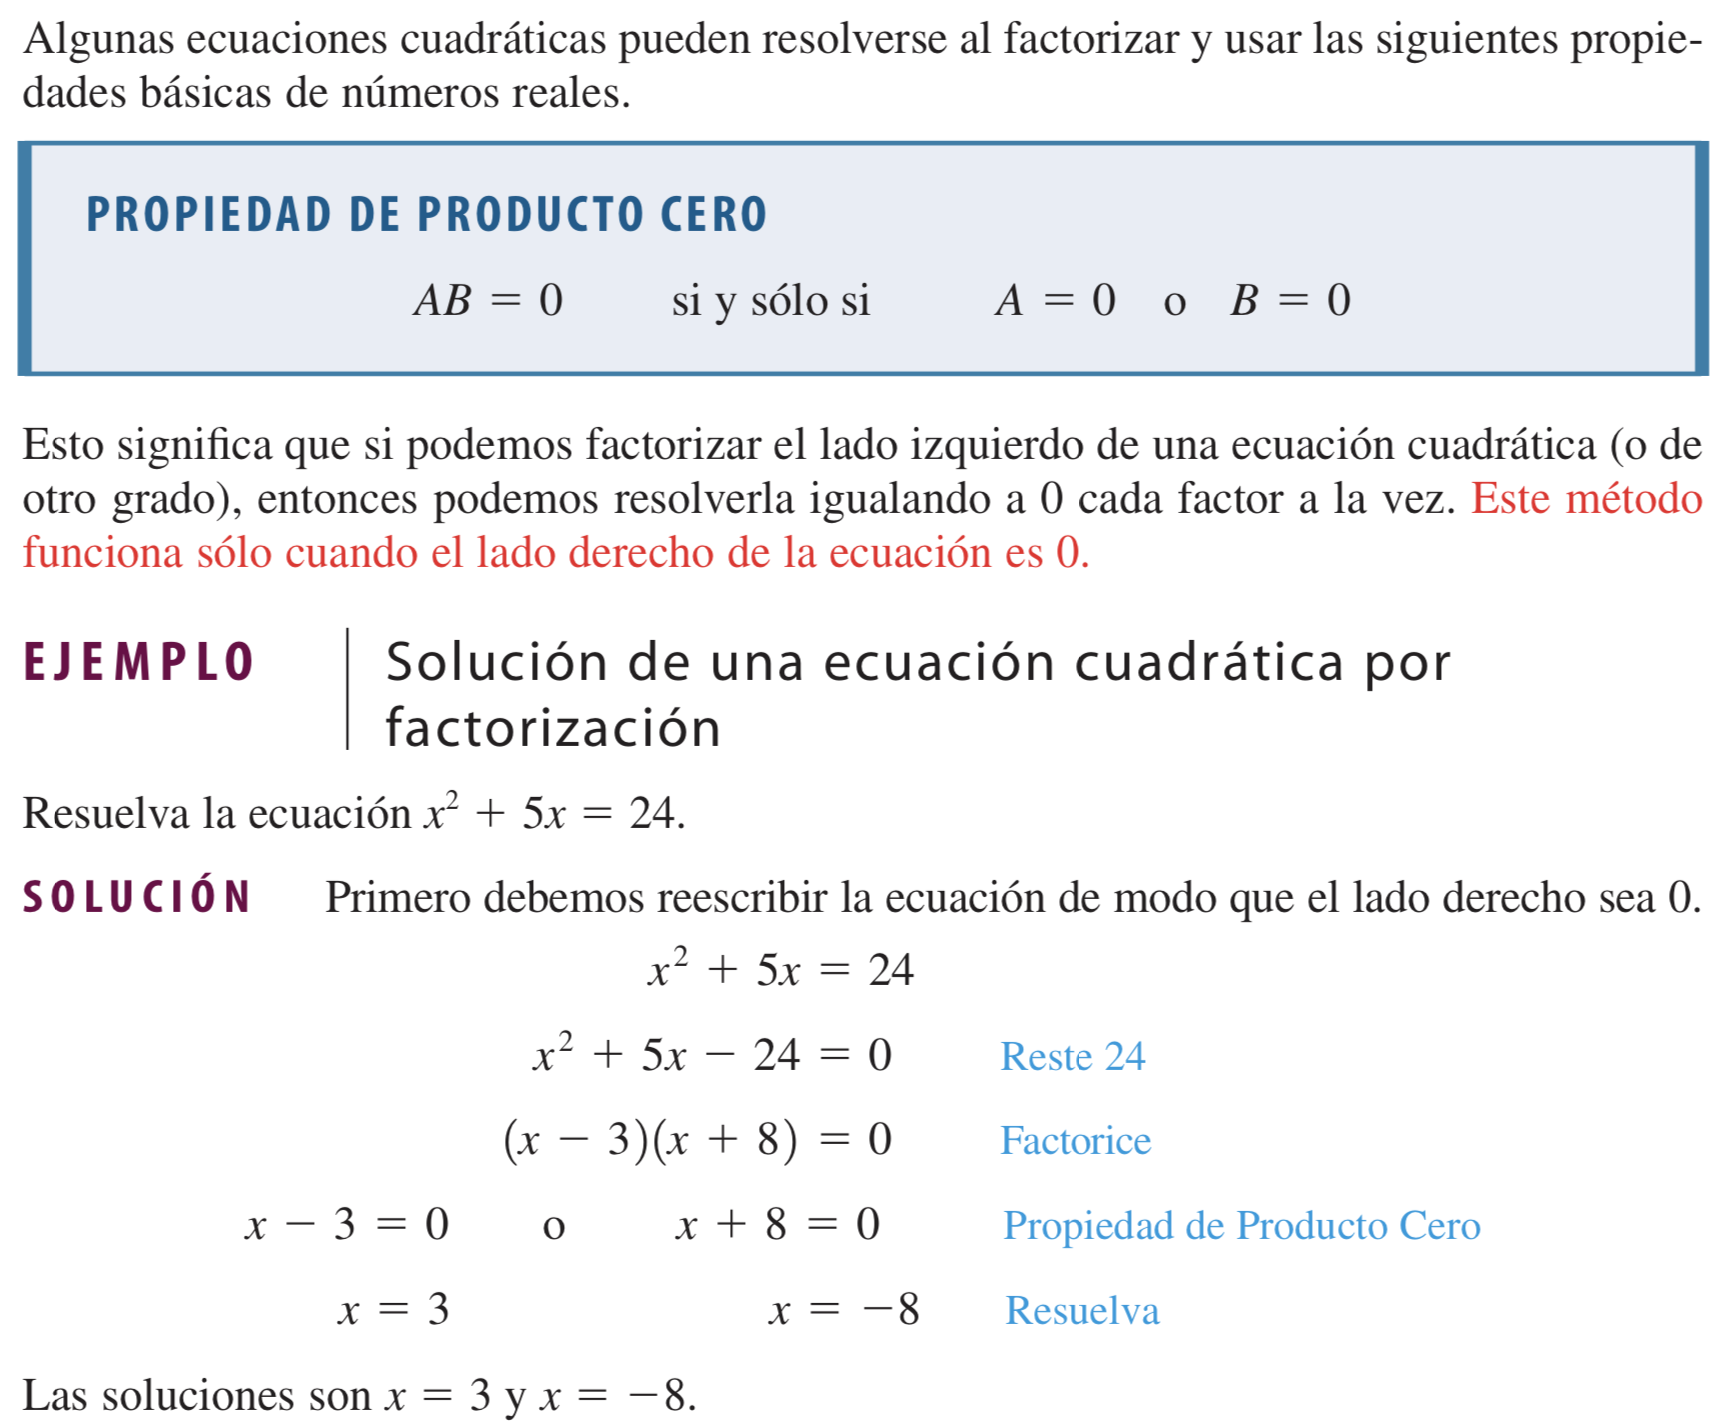 Algunas ecuaciones cuadráticas pueden resolverse al factorizar y usar las siguientes propie-
dades básicas de números reales.
PROPIEDAD DE PRODUCTO CERO
AB = 0 si y sólo si A = 0 o B = 0
Esto significa que si podemos factorizar el lado izquierdo de una ecuación cuadrática (o de
otro grado), entonces podemos resolverla igualando a 0 cada factor a la vez. Este método
funciona sólo cuando el lado derecho de la ecuación es 0.
EJEMPLO Solución de una ecuación cuadrática por
factorización
Resuelva la ecuación x² + 5x = 24.
SOLUCIÓN Primero debemos reescribir la ecuación de modo que el lado derecho sea 0.
x² + 5x = 24
x² + 5x − 24 = 0 Reste 24
(x − 3)(x + 8) = 0 Factorice
x − 3 = 0 o x + 8 = 0 Propiedad de Producto Cero
x = 3 x = −8 Resuelva
Las soluciones son x = 3 y x = −8.